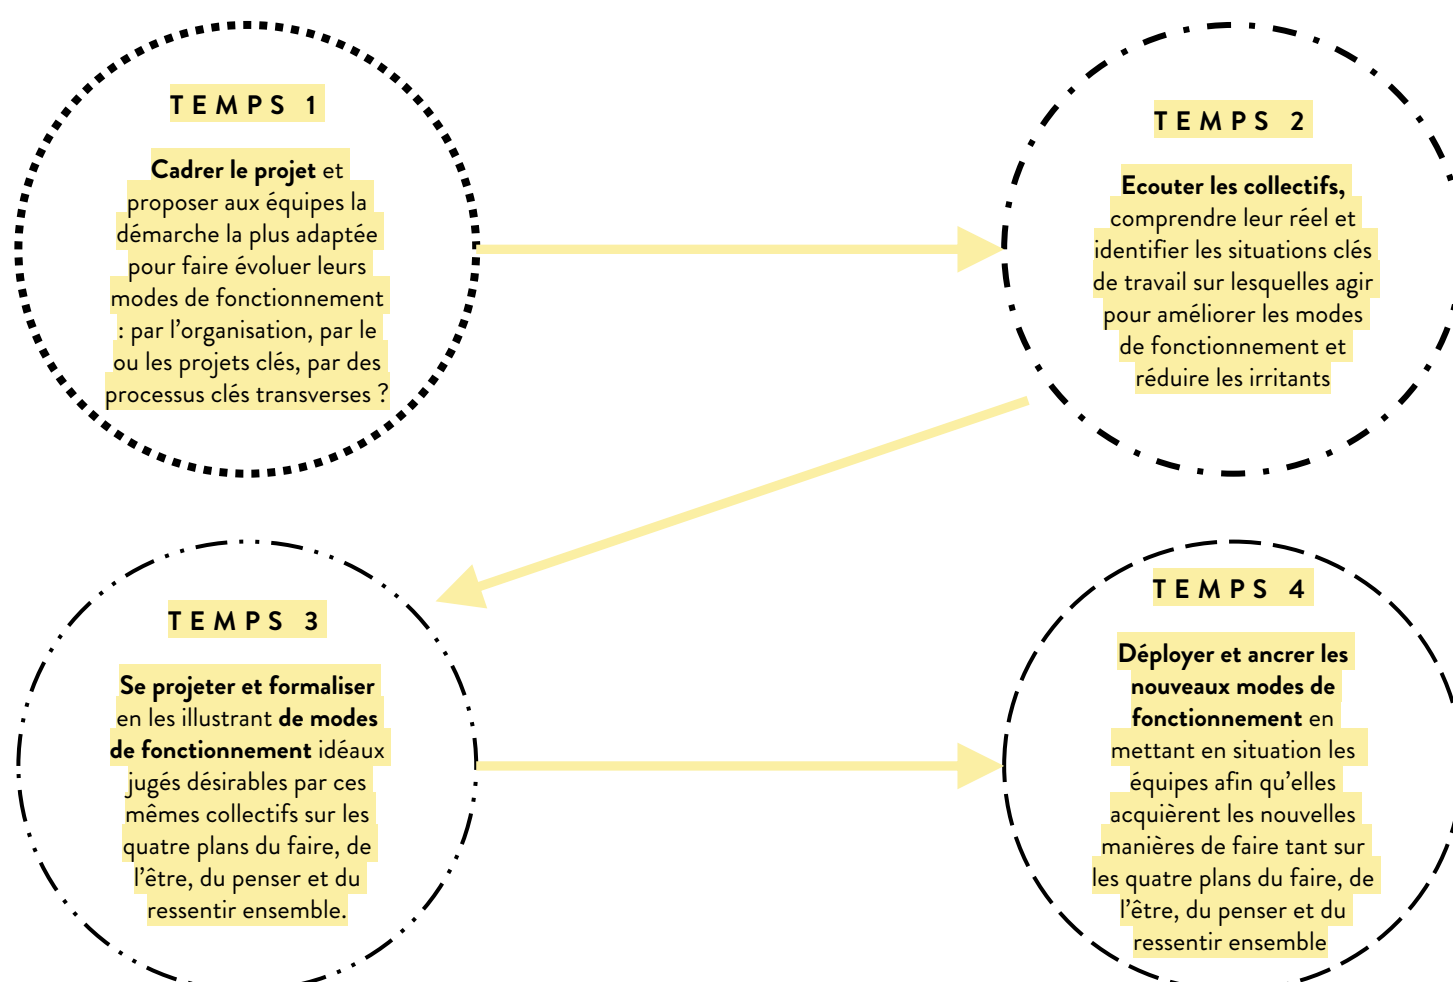 TEMPS 1
Cadrer le projet et
proposer aux équipes la
démarche la plus adaptée
pour faire évoluer leurs
modes de fonctionnement
: par l’organisation, par le
ou les projets clés, par des
processus clés transverses ?
TEMPS 2
Ecouter les collectifs,
comprendre leur réel et
identifier les situations clés
de travail sur lesquelles agir
pour améliorer les modes
de fonctionnement et
réduire les irritants
TEMPS 3
Se projeter et formaliser
en les illustrant de modes
de fonctionnement idéaux
jugés désirables par ces
mêmes collectifs sur les
quatre plans du faire, de
l’être, du penser et du
ressentir ensemble.
TEMPS 4
Déployer et ancrer les
nouveaux modes de
fonctionnement en
mettant en situation les
équipes afin qu’elles
acquièrent les nouvelles
manières de faire tant sur
les quatre plans du faire, de
l’être, du penser et du
ressentir ensemble